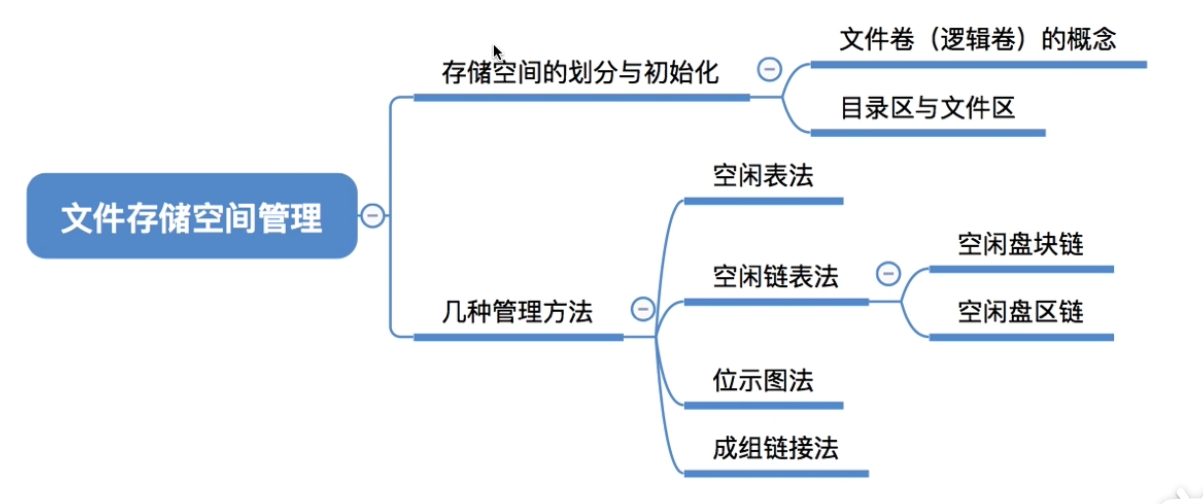 文件存储空间管理
存储空间的划分与初始化
文件卷（逻辑卷）的概念
目录区与文件区
几种管理方法
空闲表法
空闲链表法
空闲盘块链
空闲盘区链
位示图法
成组链接法